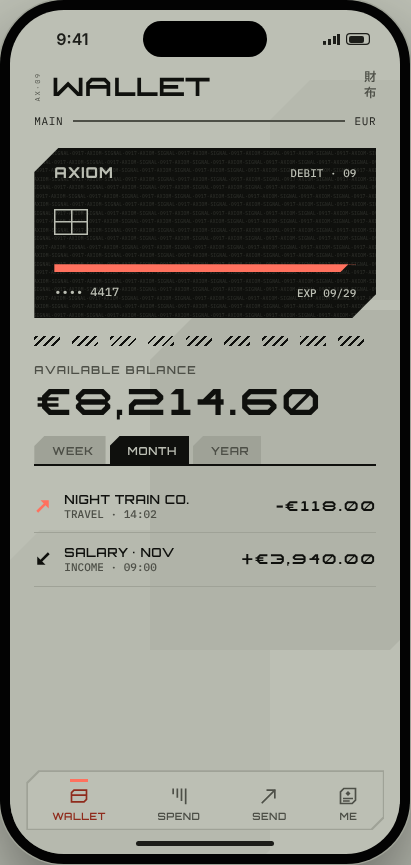 9:41
AX·09
WALLET
財布
MAIN
EUR
AXIOM
DEBIT · 09
•••• 4417
EXP 09/29
AVAILABLE BALANCE
€8,214.60
WEEK
MONTH
YEAR
NIGHT TRAIN CO.
-€118.00
TRAVEL · 14:02
SALARY · NOV
+€3,940.00
INCOME · 09:00
WALLET
SPEND
SEND
ME